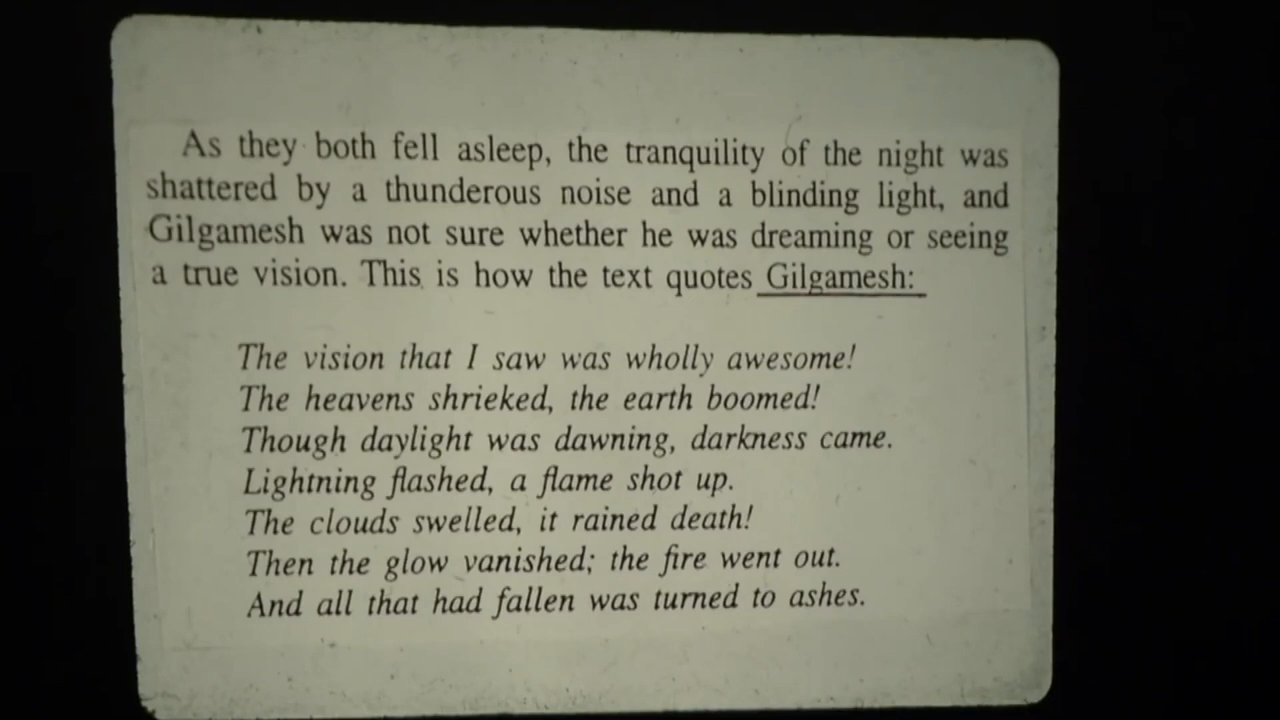 As they both fell asleep, the tranquility of the night was
shattered by a thunderous noise and a blinding light, and
Gilgamesh was not sure whether he was dreaming or seeing
a true vision. This is how the text quotes Gilgamesh:
The vision that I saw was wholly awesome!
The heavens shrieked, the earth boomed!
Though daylight was dawning, darkness came.
Lightning flashed, a flame shot up.
The clouds swelled, it rained death!
Then the glow vanished; the fire went out.
And all that had fallen was turned to ashes.